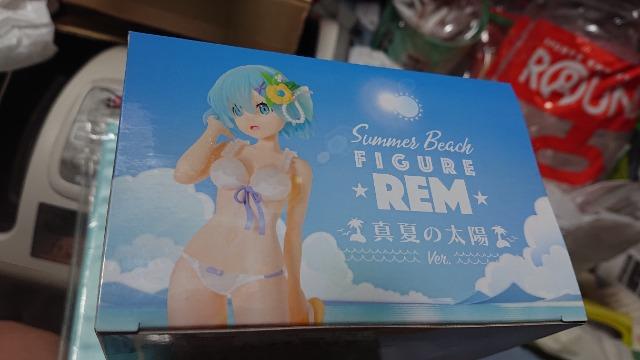 Summer Beach
FIGURE
REM
真夏の太陽
Ver.